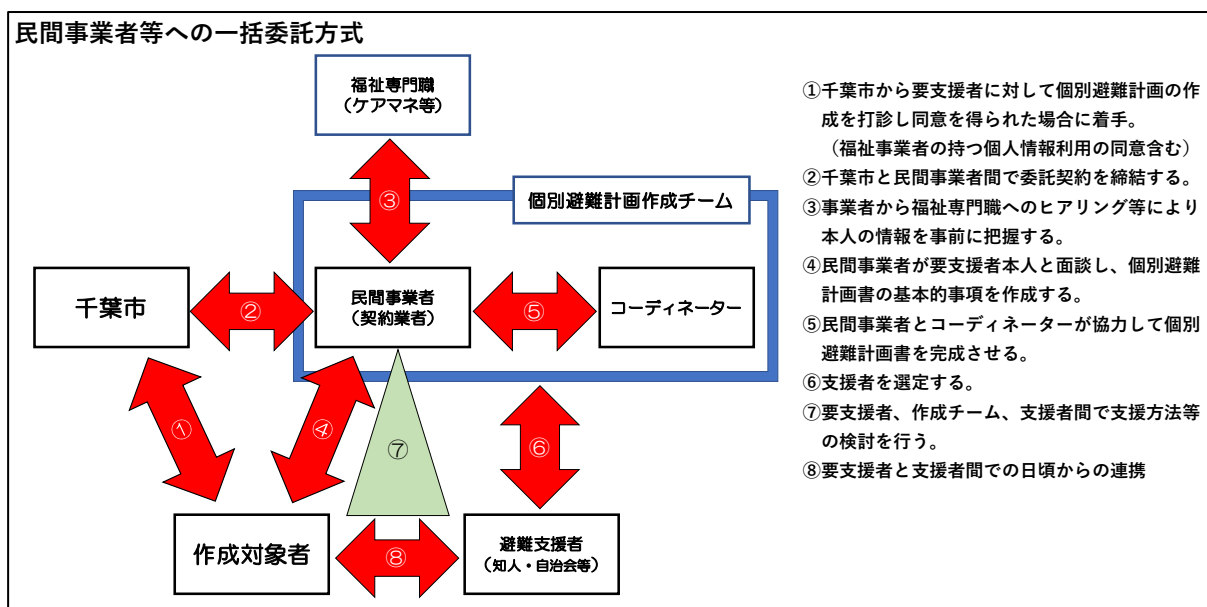 民間事業者等への一括委託方式
福祉専門職
（ケアマネ等）
③
個別避難計画作成チーム
千葉市
②
民間事業者
（契約業者）
⑤
コーディネーター
①
④
⑦
⑥
作成対象者
⑧
避難支援者
（知人・自治会等）
①千葉市から要支援者に対して個別避難計画の作
成を打診し同意を得られた場合に着手。
（福祉事業者の持つ個人情報利用の同意含む）
②千葉市と民間事業者間で委託契約を締結する。
③事業者から福祉専門職へのヒアリング等により
本人の情報を事前に把握する。
④民間事業者が要支援者本人と面談し、個別避難
計画書の基本的事項を作成する。
⑤民間事業者とコーディネーターが協力して個別
避難計画書を完成させる。
⑥支援者を選定する。
⑦要支援者、作成チーム、支援者間で支援方法等
の検討を行う。
⑧要支援者と支援者間での日頃からの連携